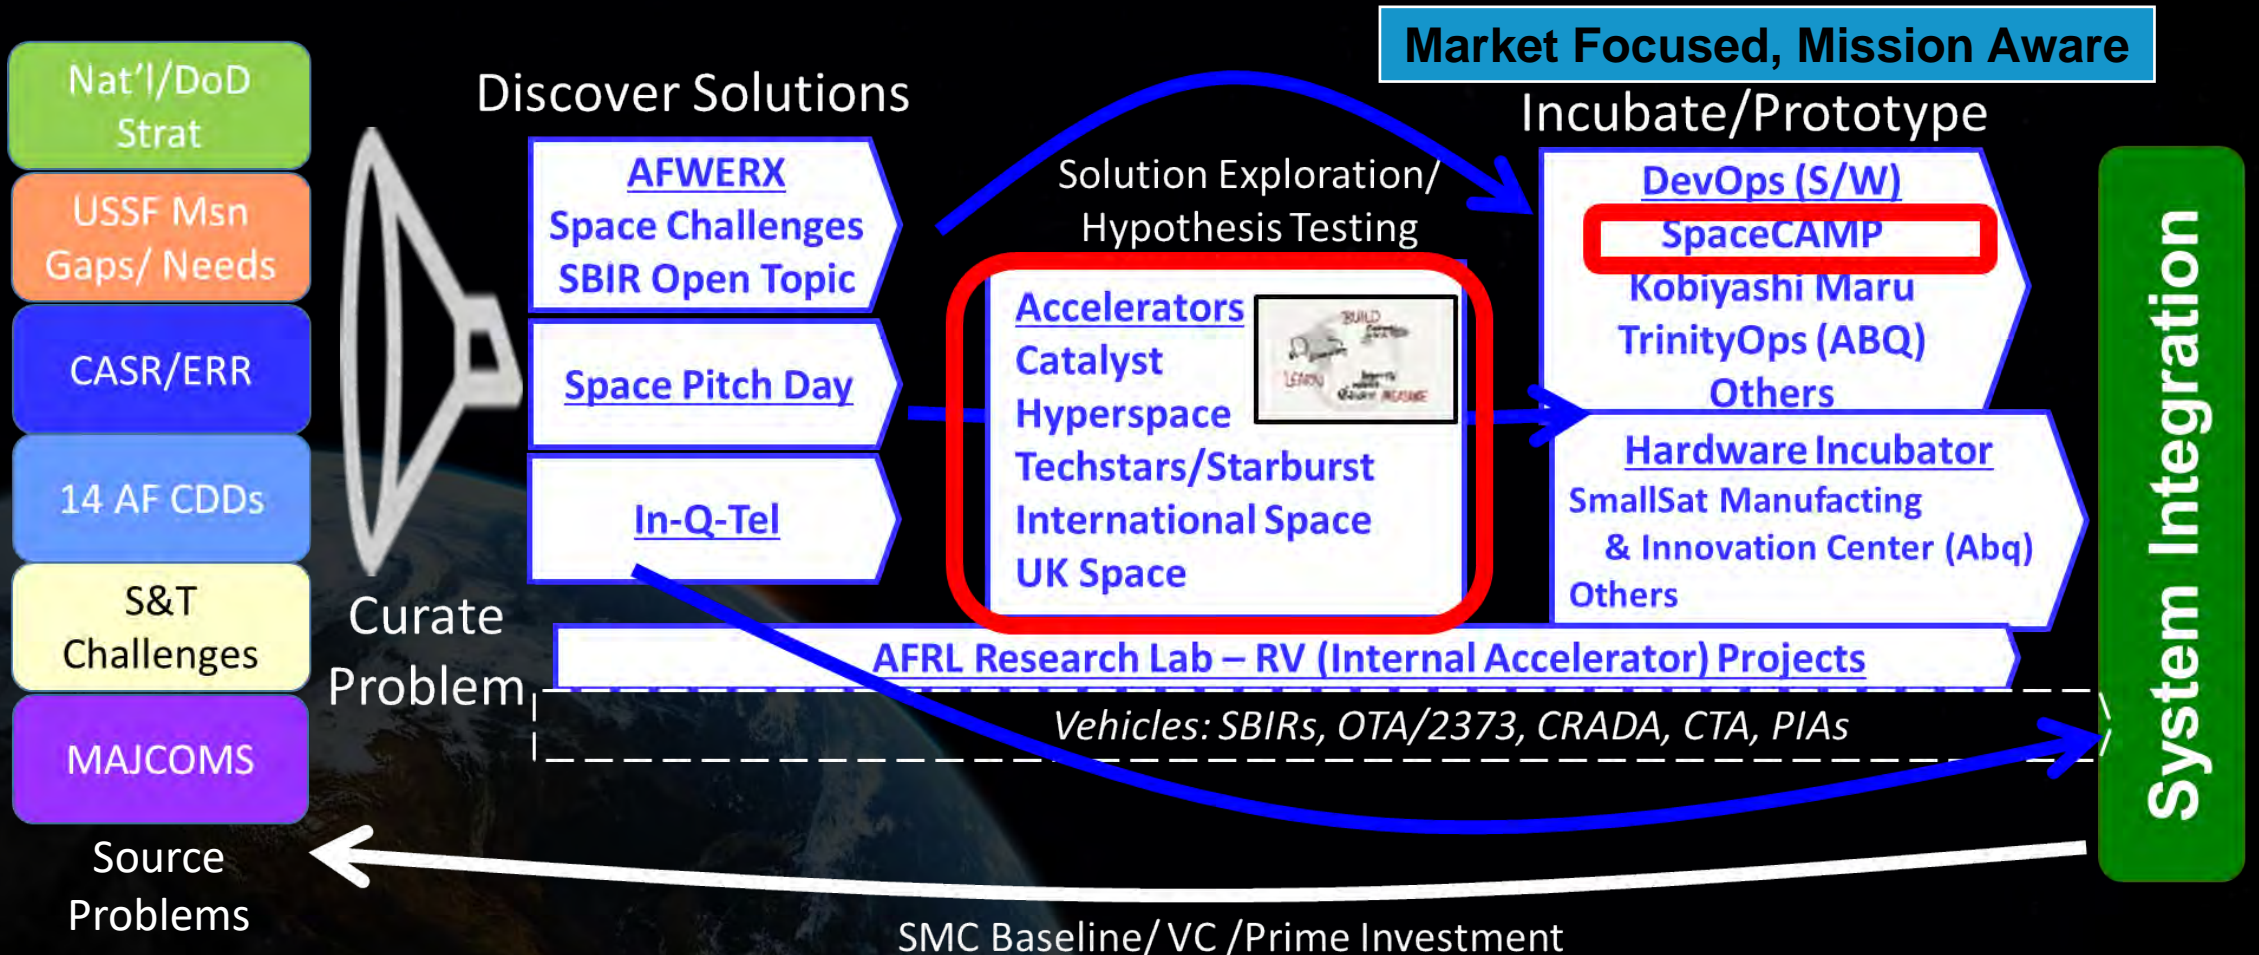 Market Focused, Mission Aware
Nat'l/DoD
Strat
USSF Msn
Gaps/ Needs
CASR/ERR
14 AF CDDs
S&T
Challenges
MAJCOMS
Source
Problems
Curate
Problem
Discover Solutions
AFWERX
Space Challenges
SBIR Open Topic
Space Pitch Day
In-Q-Tel
Solution Exploration/
Hypothesis Testing
Accelerators
Catalyst
Hyperspace
Techstars/Starburst
International Space
UK Space
BUILD
LEARN
MEASURE
Incubate/Prototype
DevOps (S/W)
SpaceCAMP
Kobiyashi Maru
TrinityOps (ABQ)
Others
Hardware Incubator
SmallSat Manufacting
& Innovation Center (Abq)
Others
AFRL Research Lab – RV (Internal Accelerator) Projects
Vehicles: SBIRs, OTA/2373, CRADA, CTA, PIAs
System Integration
SMC Baseline/ VC /Prime Investment